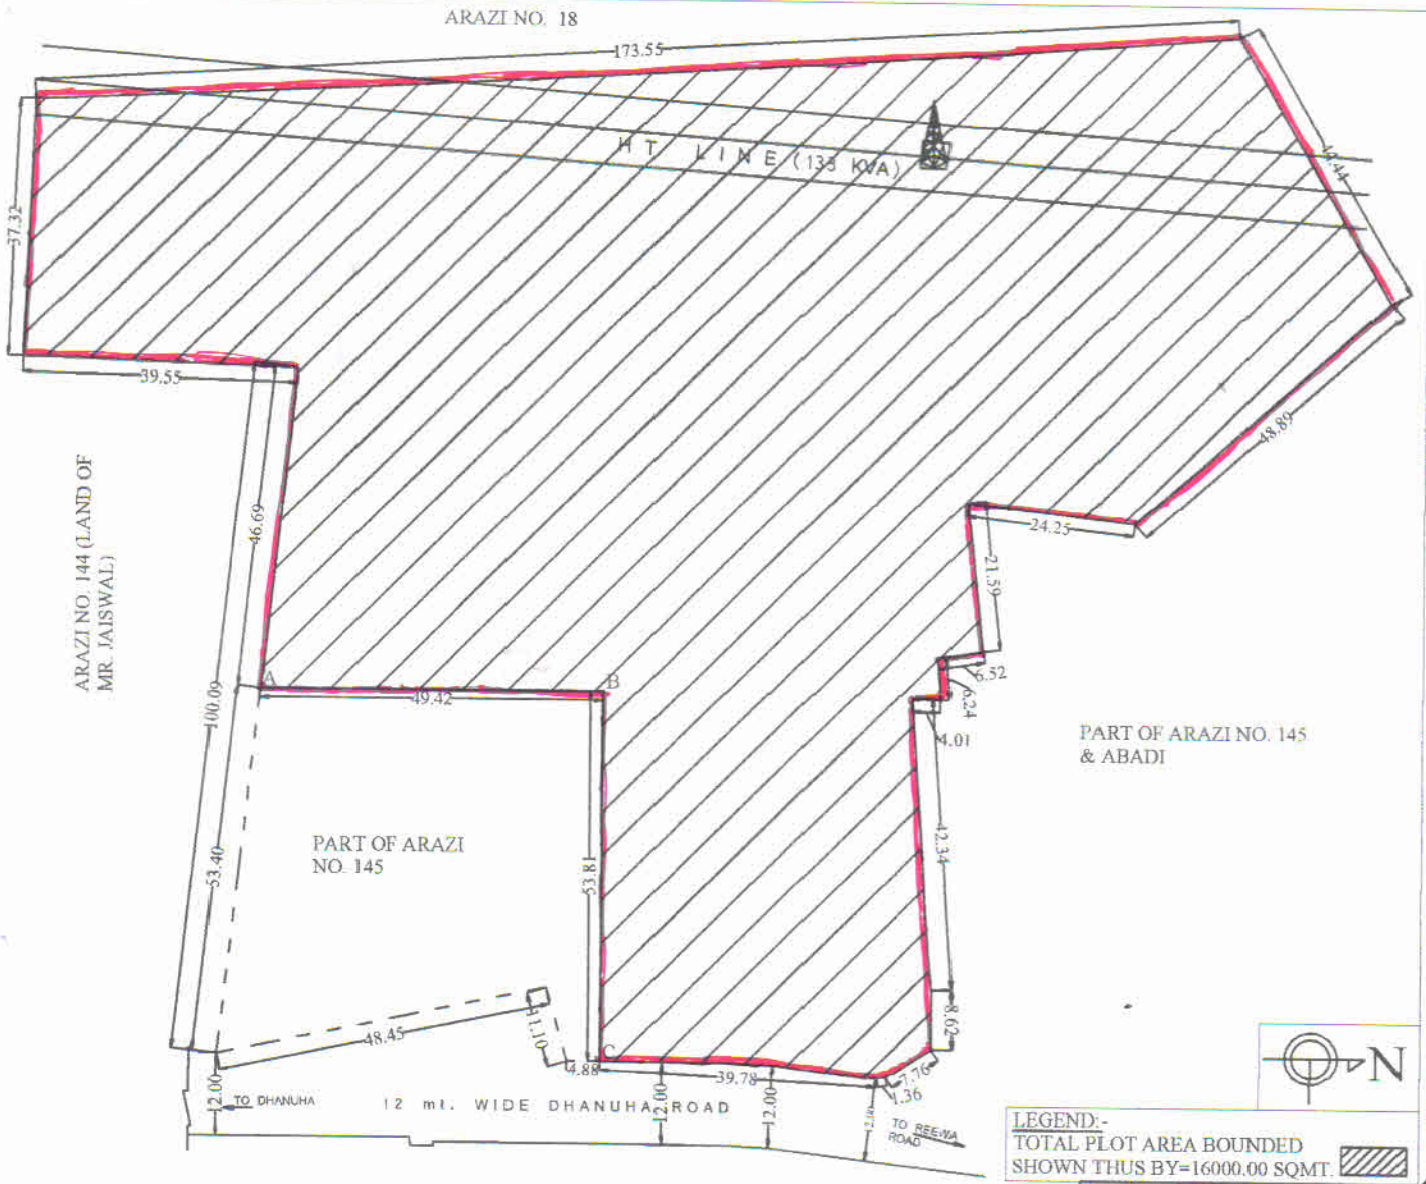 ARAZI NO. 18
173.55
HT LINE (133 KVA)
44.44
37.32
39.55
48.89
46.69
24.25
21.59
ARAZI NO. 144 (LAND OF
MR. JAISWAL)
A
B
49.42
6.52
6.24
4.01
100.09
PART OF ARAZI NO. 145
& ABADI
PART OF ARAZI
NO. 145
53.40
53.81
42.34
48.45
11.10
8.62
C
4.88
39.78
7.76
1.36
12.00
TO DHANUHA
12 mt. WIDE DHANUHA ROAD
12.00
12.00
TO REEWA
ROAD
N
LEGEND:-
TOTAL PLOT AREA BOUNDED
SHOWN THUS BY=16000.00 SQMT.